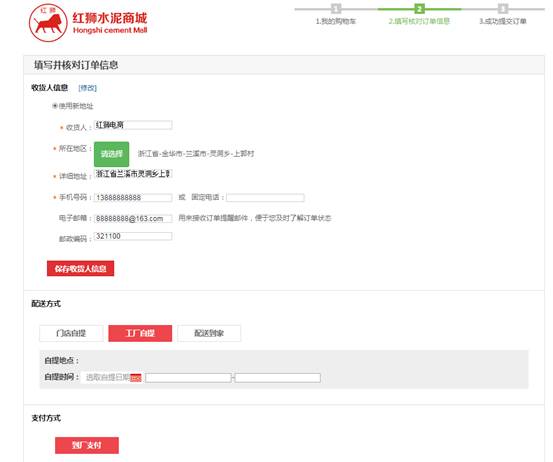 红狮
红狮水泥商城
Hongshi cement Mall
1 2 3
1.我的购物车 2.填写核对订单信息 3.成功提交订单
填写并核对订单信息
收货人信息 [修改]
使用新地址
* 收货人： 红狮电商
* 所在地区： 请选择 浙江省-金华市-兰溪市-灵洞乡-上郭村
* 详细地址： 浙江省兰溪市灵洞乡上郭
* 手机号码： 13888888888 或 固定电话：
电子邮箱： 88888888@163.com 用来接收订单提醒邮件，便于您及时了解订单状态
邮政编码： 321100
保存收货人信息
配送方式
门店自提 工厂自提 配送到家
自提地点：
自提时间： 选取自提日期 -
支付方式
到厂支付